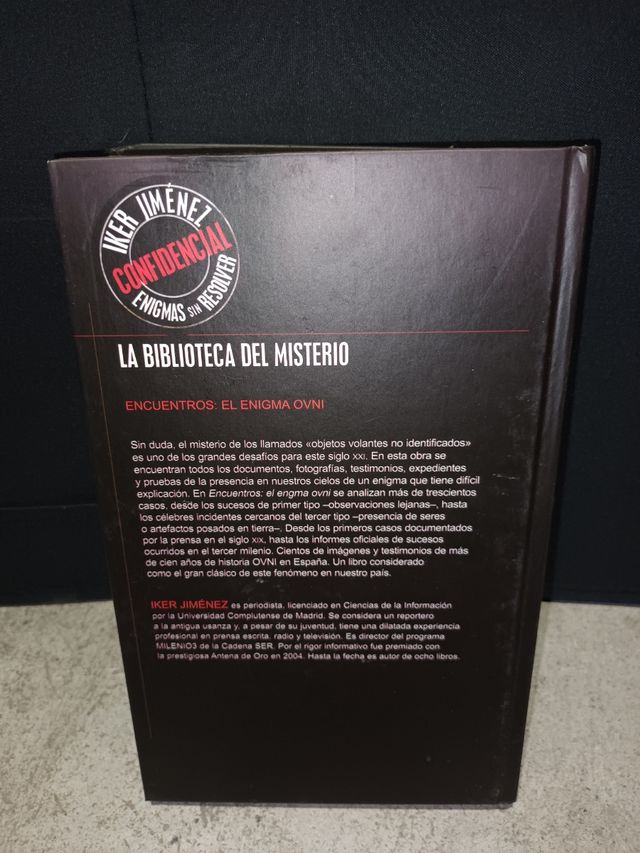 IKER JIMÉNEZ
CONFIDENCIAL
ENIGMAS SIN RESOLVER
LA BIBLIOTECA DEL MISTERIO
ENCUENTROS: EL ENIGMA OVNI
Sin duda, el misterio de los llamados «objetos volantes no identificados»
es uno de los grandes desafíos para este siglo XXI. En esta obra se
encuentran todos los documentos, fotografías, testimonios, expedientes
y pruebas de la presencia en nuestros cielos de un enigma que tiene difícil
explicación. En Encuentros: el engma ovni se analizan más de trescientos
casos, desde los sucesos de primer tipo –observaciones lejanas–, hasta
los célebres incidentes cercanos del tercer tipo –presencia de seres
o artefactos posados en tierra–. Desde los primeros casos documentados
por la prensa en el siglo XIX, hasta los informes oficiales de sucesos
ocurridos en el tercer milenio. Cientos de imágenes y testimonios de más
de cien años de historia OVNI en España. Un libro considerado
como el gran clásico de este fenómeno en nuestro país.
IKER JIMÉNEZ es periodista, licenciado en Ciencias de la Información
por la Universidad Complutense de Madrid. Se considera un reportero
a la antigua usanza y, a pesar de su juventud, tiene una dilatada experiencia
profesional en prensa escrita, radio y televisión. Es director del programa
MILENIO3 de la Cadena SER. Por el rigor informativo fue premiado con
la prestigiosa Antena de Oro en 2004. Hasta la fecha es autor de ocho libros.